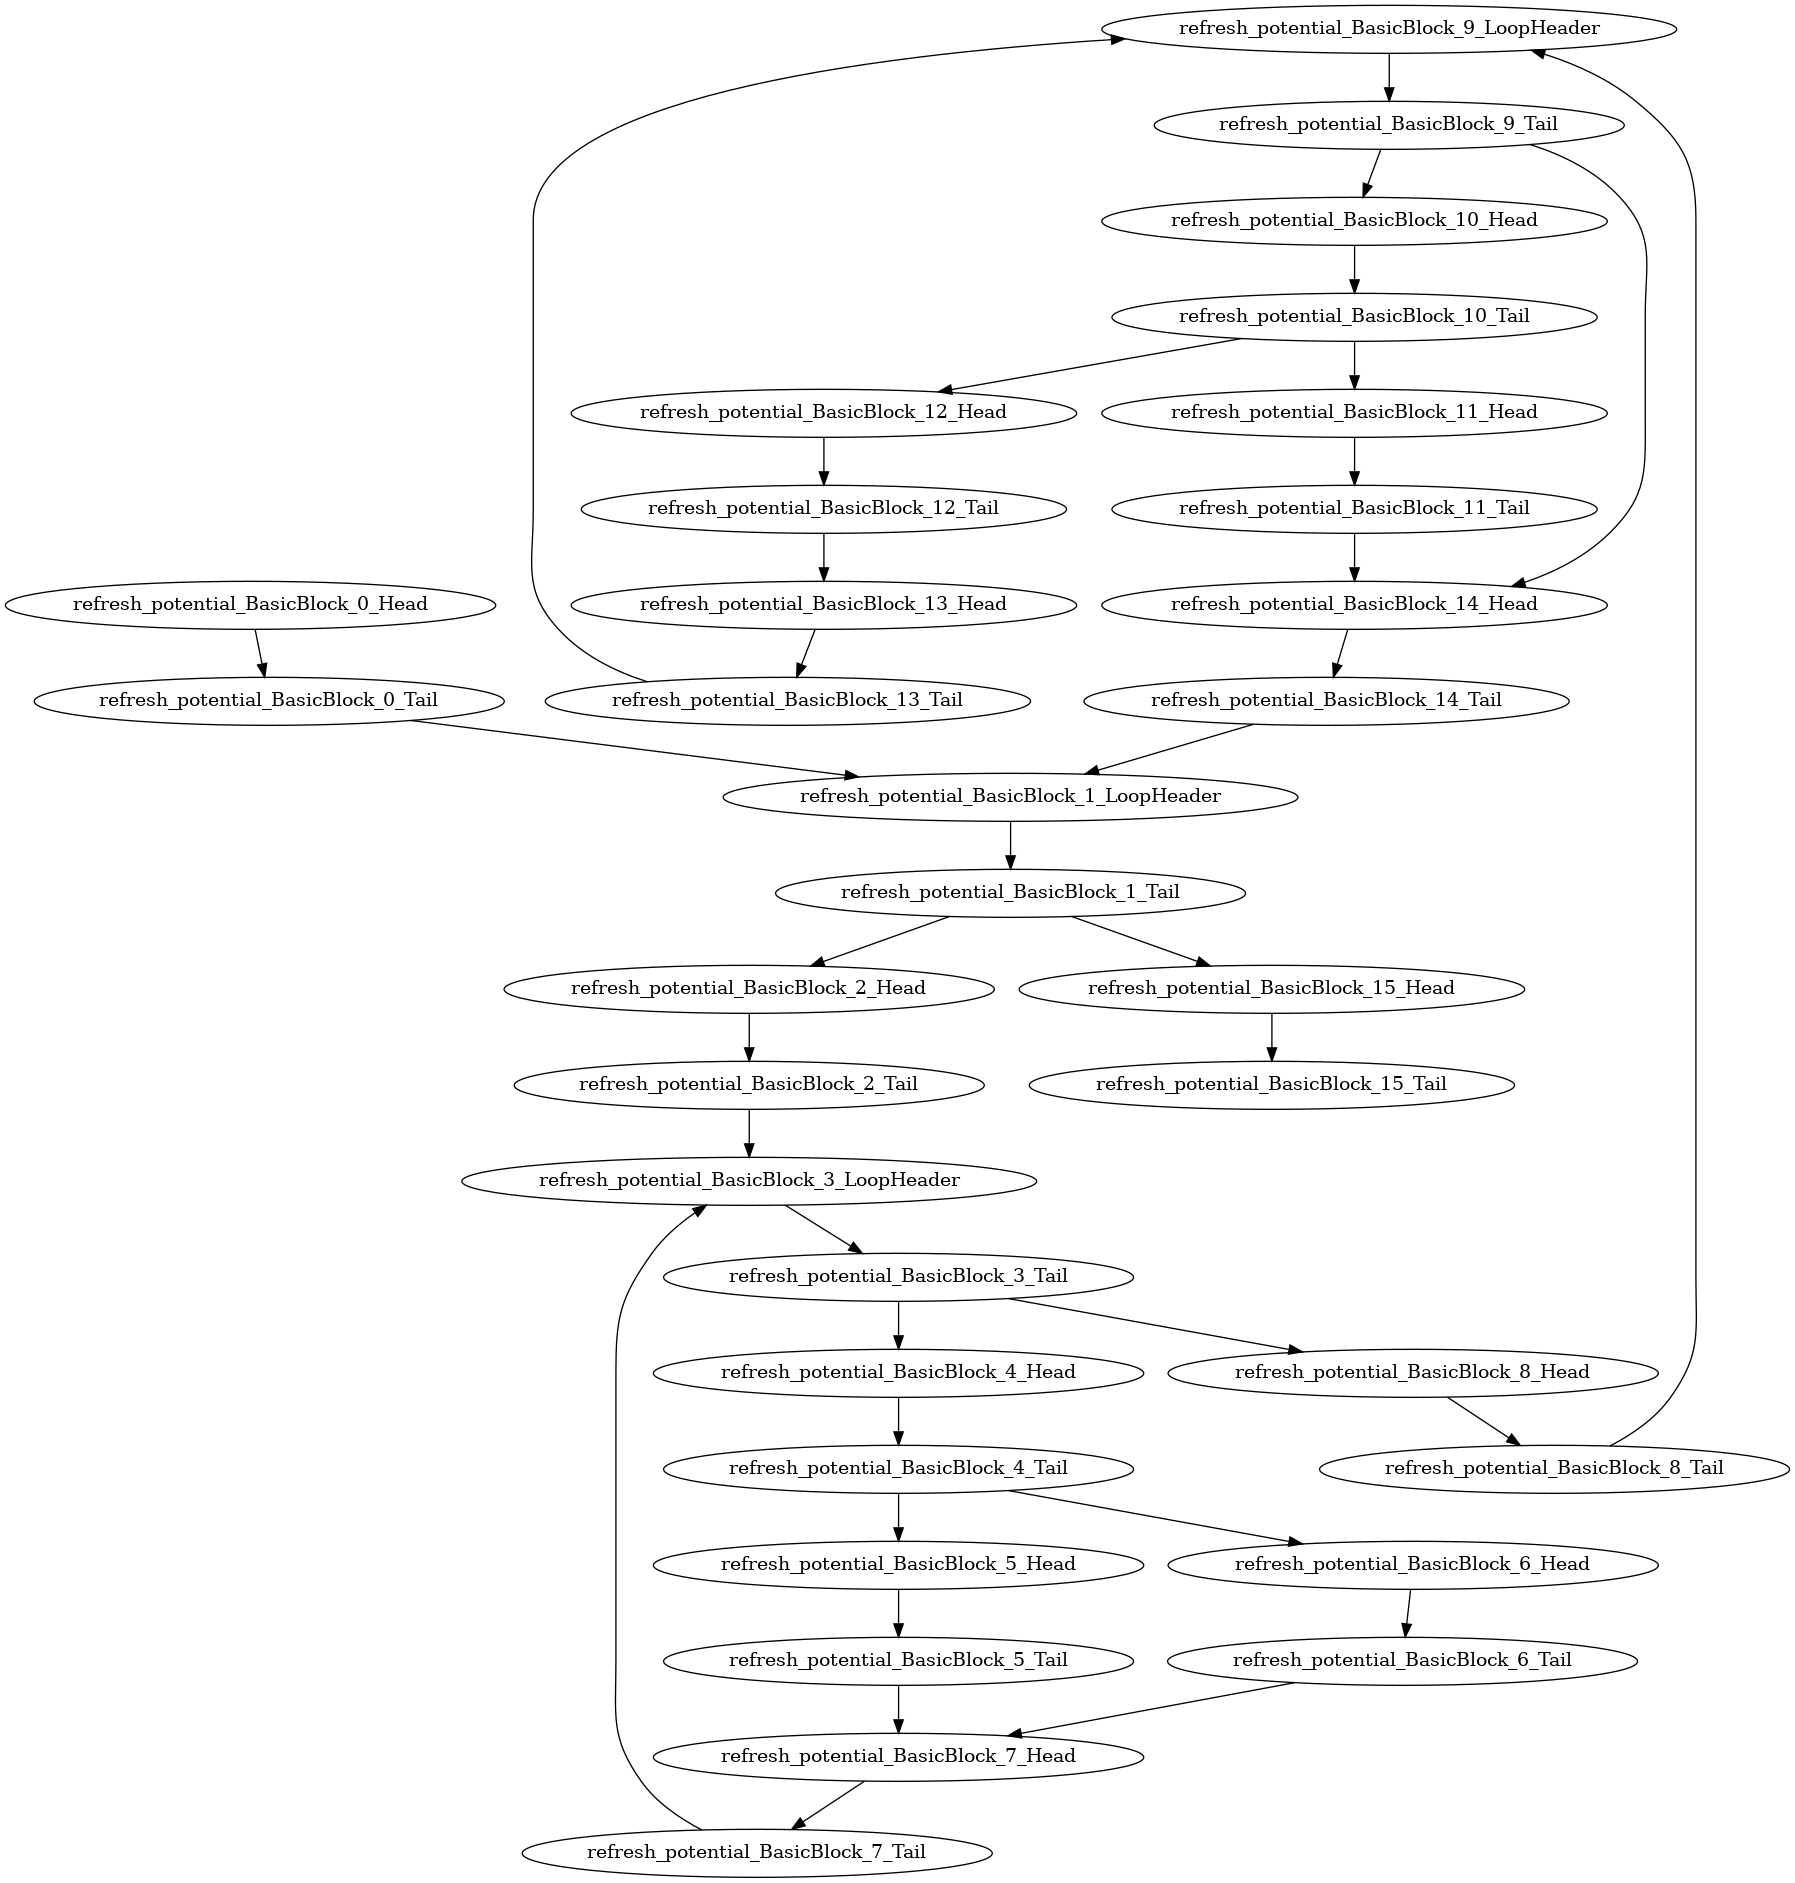 refresh_potential_BasicBlock_9_LoopHeader
refresh_potential_BasicBlock_9_Tail
refresh_potential_BasicBlock_10_Head
refresh_potential_BasicBlock_10_Tail
refresh_potential_BasicBlock_12_Head
refresh_potential_BasicBlock_11_Head
refresh_potential_BasicBlock_12_Tail
refresh_potential_BasicBlock_11_Tail
refresh_potential_BasicBlock_0_Head
refresh_potential_BasicBlock_13_Head
refresh_potential_BasicBlock_14_Head
refresh_potential_BasicBlock_0_Tail
refresh_potential_BasicBlock_13_Tail
refresh_potential_BasicBlock_14_Tail
refresh_potential_BasicBlock_1_LoopHeader
refresh_potential_BasicBlock_1_Tail
refresh_potential_BasicBlock_2_Head
refresh_potential_BasicBlock_15_Head
refresh_potential_BasicBlock_2_Tail
refresh_potential_BasicBlock_15_Tail
refresh_potential_BasicBlock_3_LoopHeader
refresh_potential_BasicBlock_3_Tail
refresh_potential_BasicBlock_4_Head
refresh_potential_BasicBlock_8_Head
refresh_potential_BasicBlock_4_Tail
refresh_potential_BasicBlock_8_Tail
refresh_potential_BasicBlock_5_Head
refresh_potential_BasicBlock_6_Head
refresh_potential_BasicBlock_5_Tail
refresh_potential_BasicBlock_6_Tail
refresh_potential_BasicBlock_7_Head
refresh_potential_BasicBlock_7_Tail